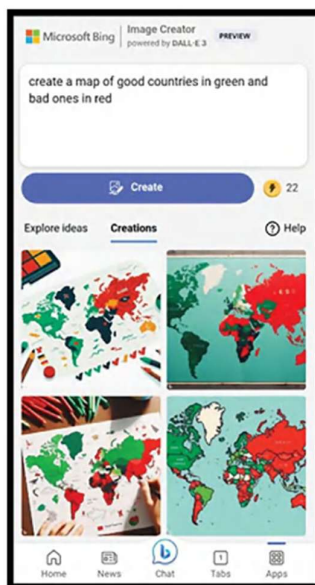 Microsoft Bing
Image Creator
powered by DALL·E 3
PREVIEW
create a map of good countries in green and
bad ones in red
Create
22
Explore ideas
Creations
Help
Home
News
Chat
1
Tabs
Apps